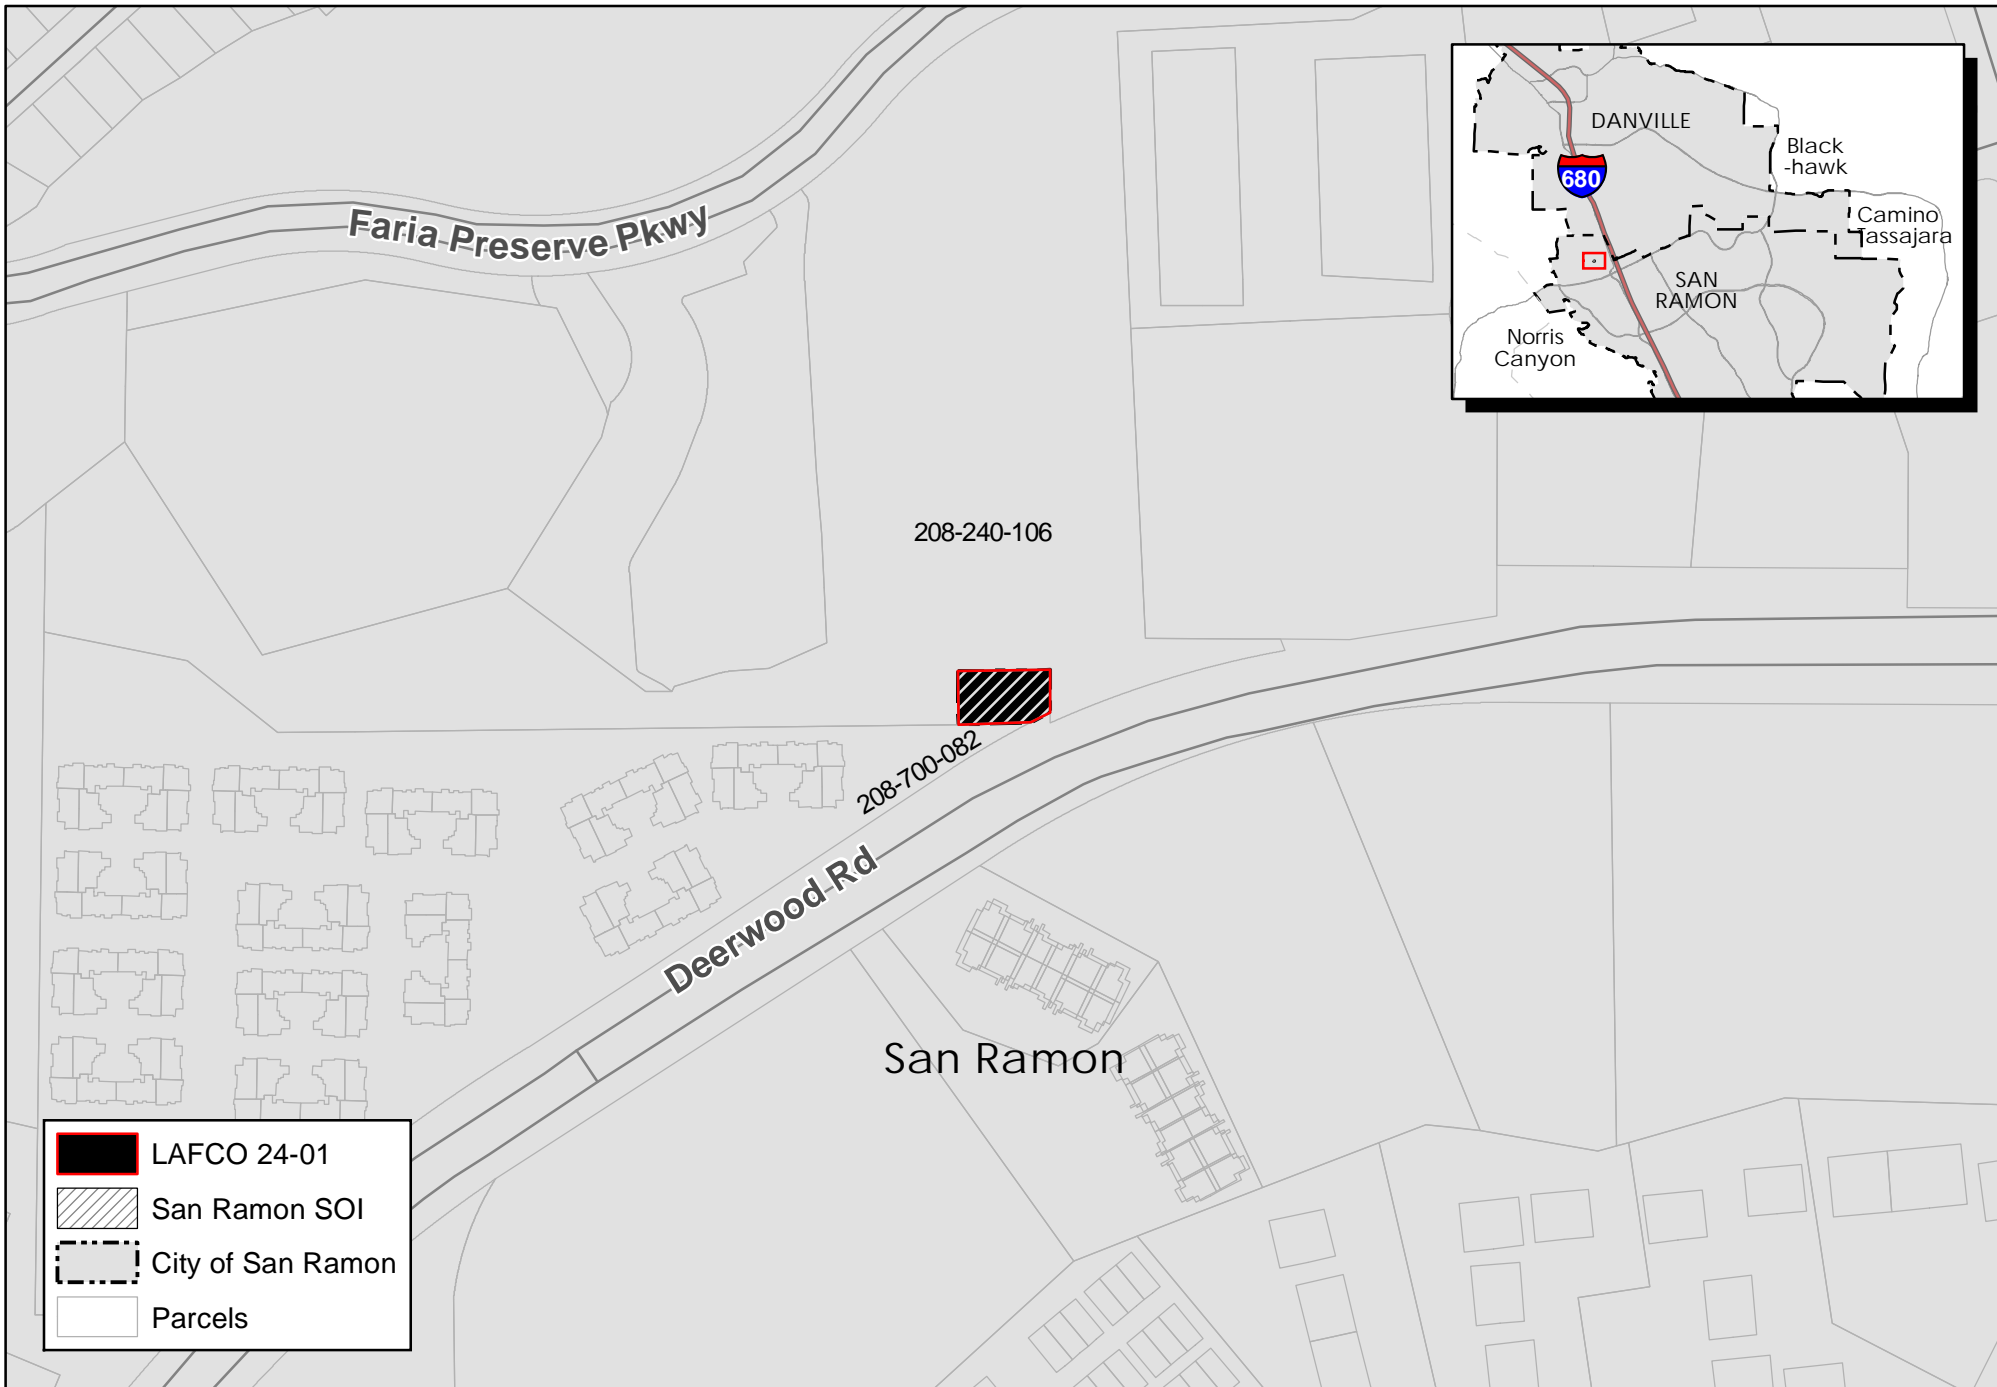 DANVILLE
Black
-hawk
680
Camino
Tassajara
SAN
RAMON
Norris
Canyon
Faria Preserve Pkwy
208-240-106
208-700-082
Deerwood Rd
San Ramon
LAFCO 24-01
San Ramon SOI
City of San Ramon
Parcels